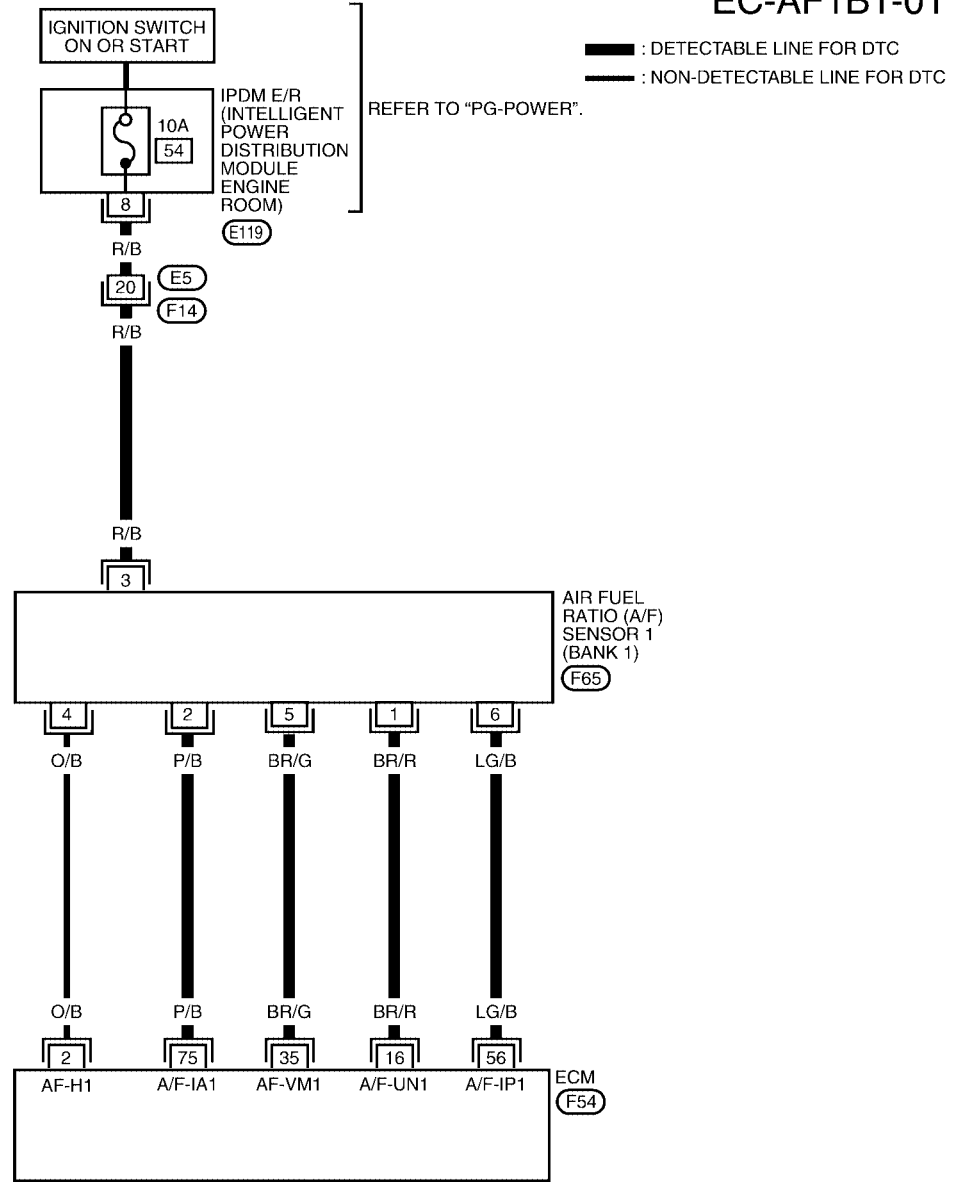 EC-AF1B1-01
IGNITION SWITCH
ON OR START
: DETECTABLE LINE FOR DTC
: NON-DETECTABLE LINE FOR DTC
IPDM E/R
(INTELLIGENT
POWER
DISTRIBUTION
MODULE
ENGINE
ROOM)
E119
REFER TO “PG-POWER”.
10A
54
8
R/B
20
E5
F14
R/B
R/B
3
AIR FUEL
RATIO (A/F)
SENSOR 1
(BANK 1)
F65
4 2 5 1 6
O/B P/B BR/G BR/R LG/B
O/B P/B BR/G BR/R LG/B
2 75 35 16 56
AF-H1 A/F-IA1 AF-VM1 A/F-UN1 A/F-IP1
ECM
F54